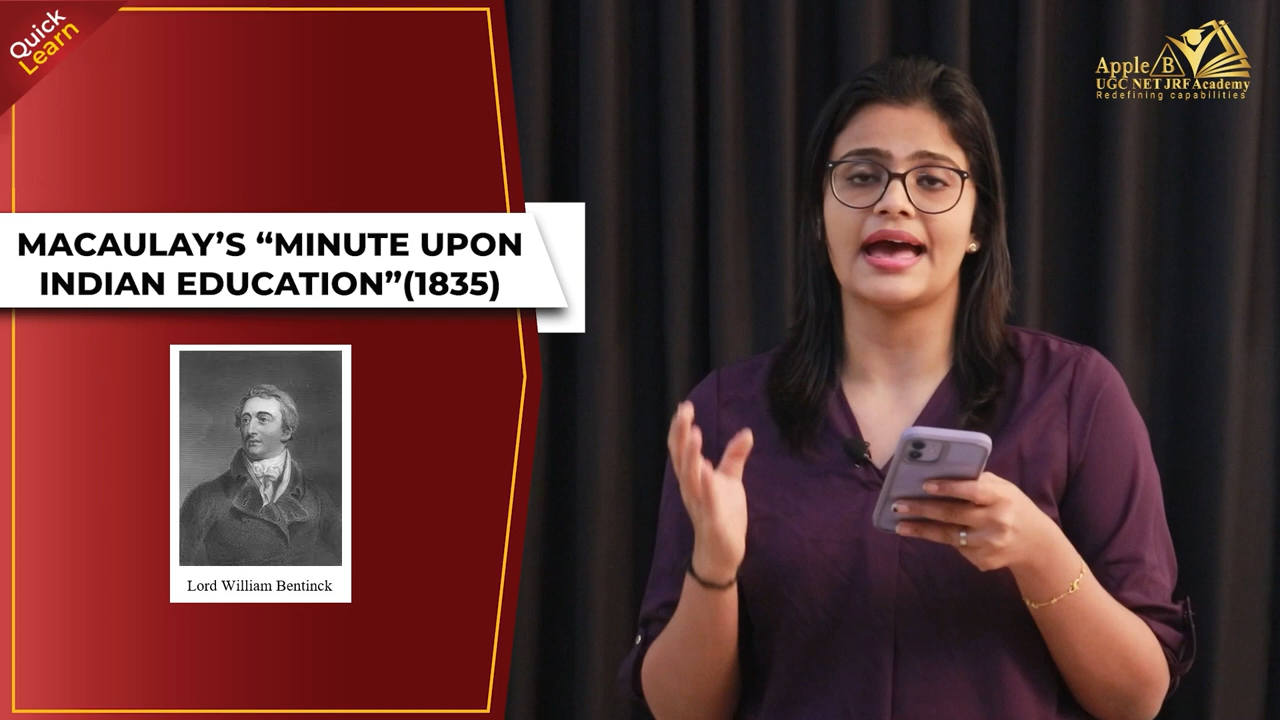 Quick
Learn
MACAULAY’S “MINUTE UPON
INDIAN EDUCATION”(1835)
Lord William Bentinck
Apple B
UGC NET JRF Academy
Redefining capabilities